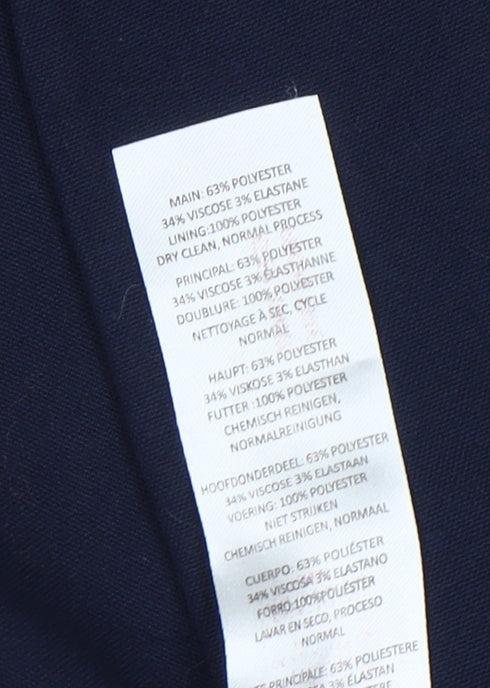 MAIN: 63% POLYESTER
34% VISCOSE 3% ELASTANE
LINING:100% POLYESTER
DRY CLEAN, NORMAL PROCESS
PRINCIPAL: 63% POLYESTER
34% VISCOSE 3% ELASTHANNE
DOUBLURE: 100% POLYESTER
NETTOYAGE À SEC, CYCLE
NORMAL
HAUPT: 63% POLYESTER
34% VISKOSE 3% ELASTHAN
FUTTER :100% POLYESTER
CHEMISCH REINIGEN,
NORMALREINIGUNG
HOOFDONDERDEEL: 63% POLYESTER
34% VISCOSE 3% ELASTAAN
VOERING: 100% POLYESTER
NIET STRIJKEN
CHEMISCH REINIGEN, NORMAAL
CUERPO: 63% POLIÉSTER
34% VISCOSA 3% ELASTANO
FORRO:100%POLIÉSTER
LAVAR EN SECO, PROCESO
NORMAL
PRINCIPALE: 63% POLIESTERE
3% ELASTAN